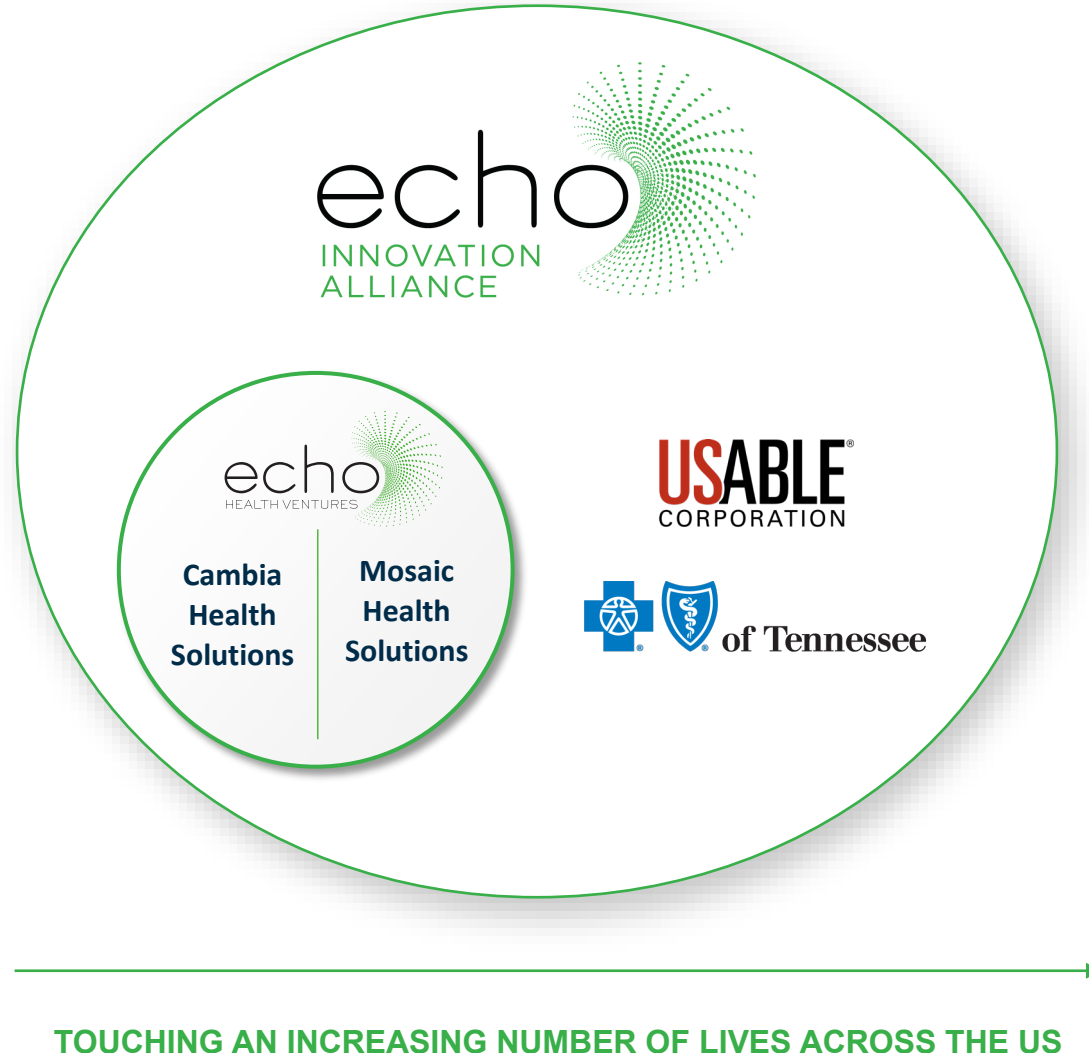 echo
INNOVATION
ALLIANCE
echo
HEALTH VENTURES
Cambia
Health
Solutions
Mosaic
Health
Solutions
USABLE®
CORPORATION
® ® of Tennessee
TOUCHING AN INCREASING NUMBER OF LIVES ACROSS THE US